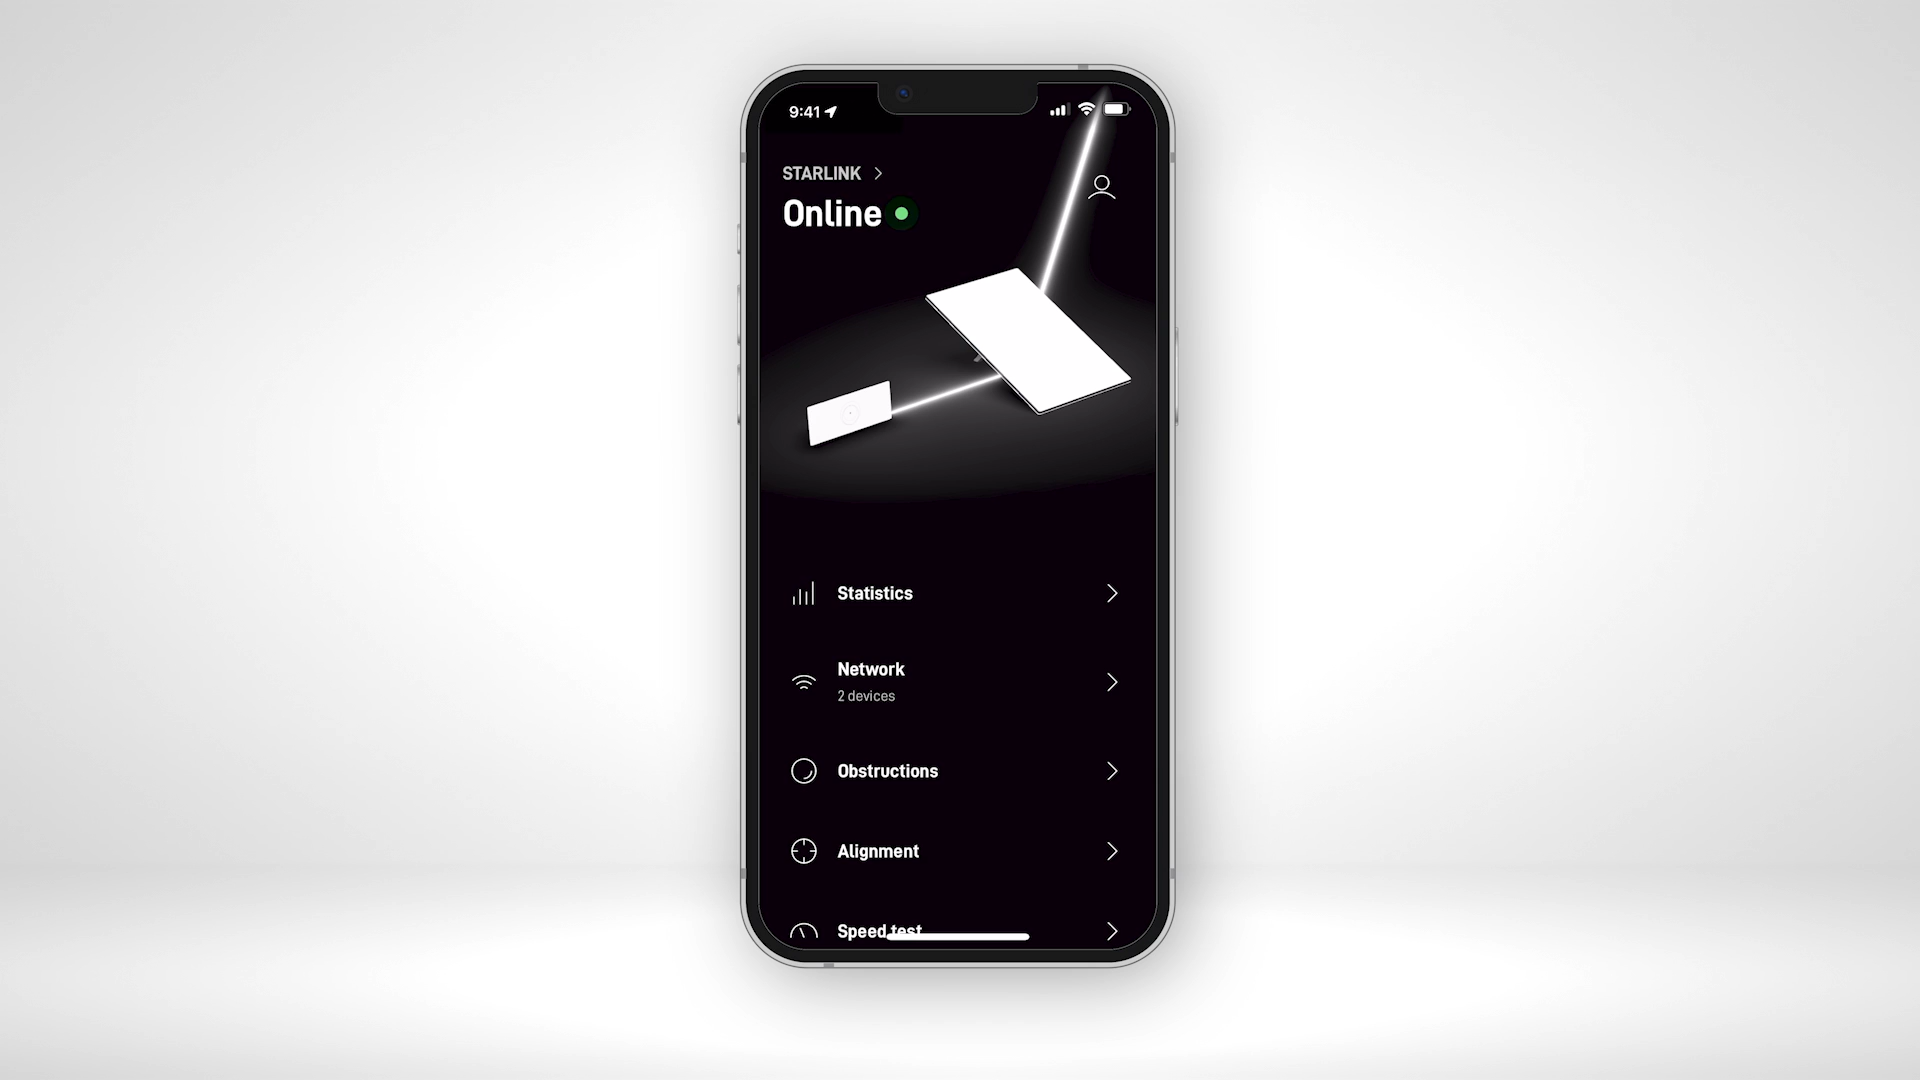 9:41
STARLINK
Online
Statistics
Network
2 devices
Obstructions
Alignment
Speed test